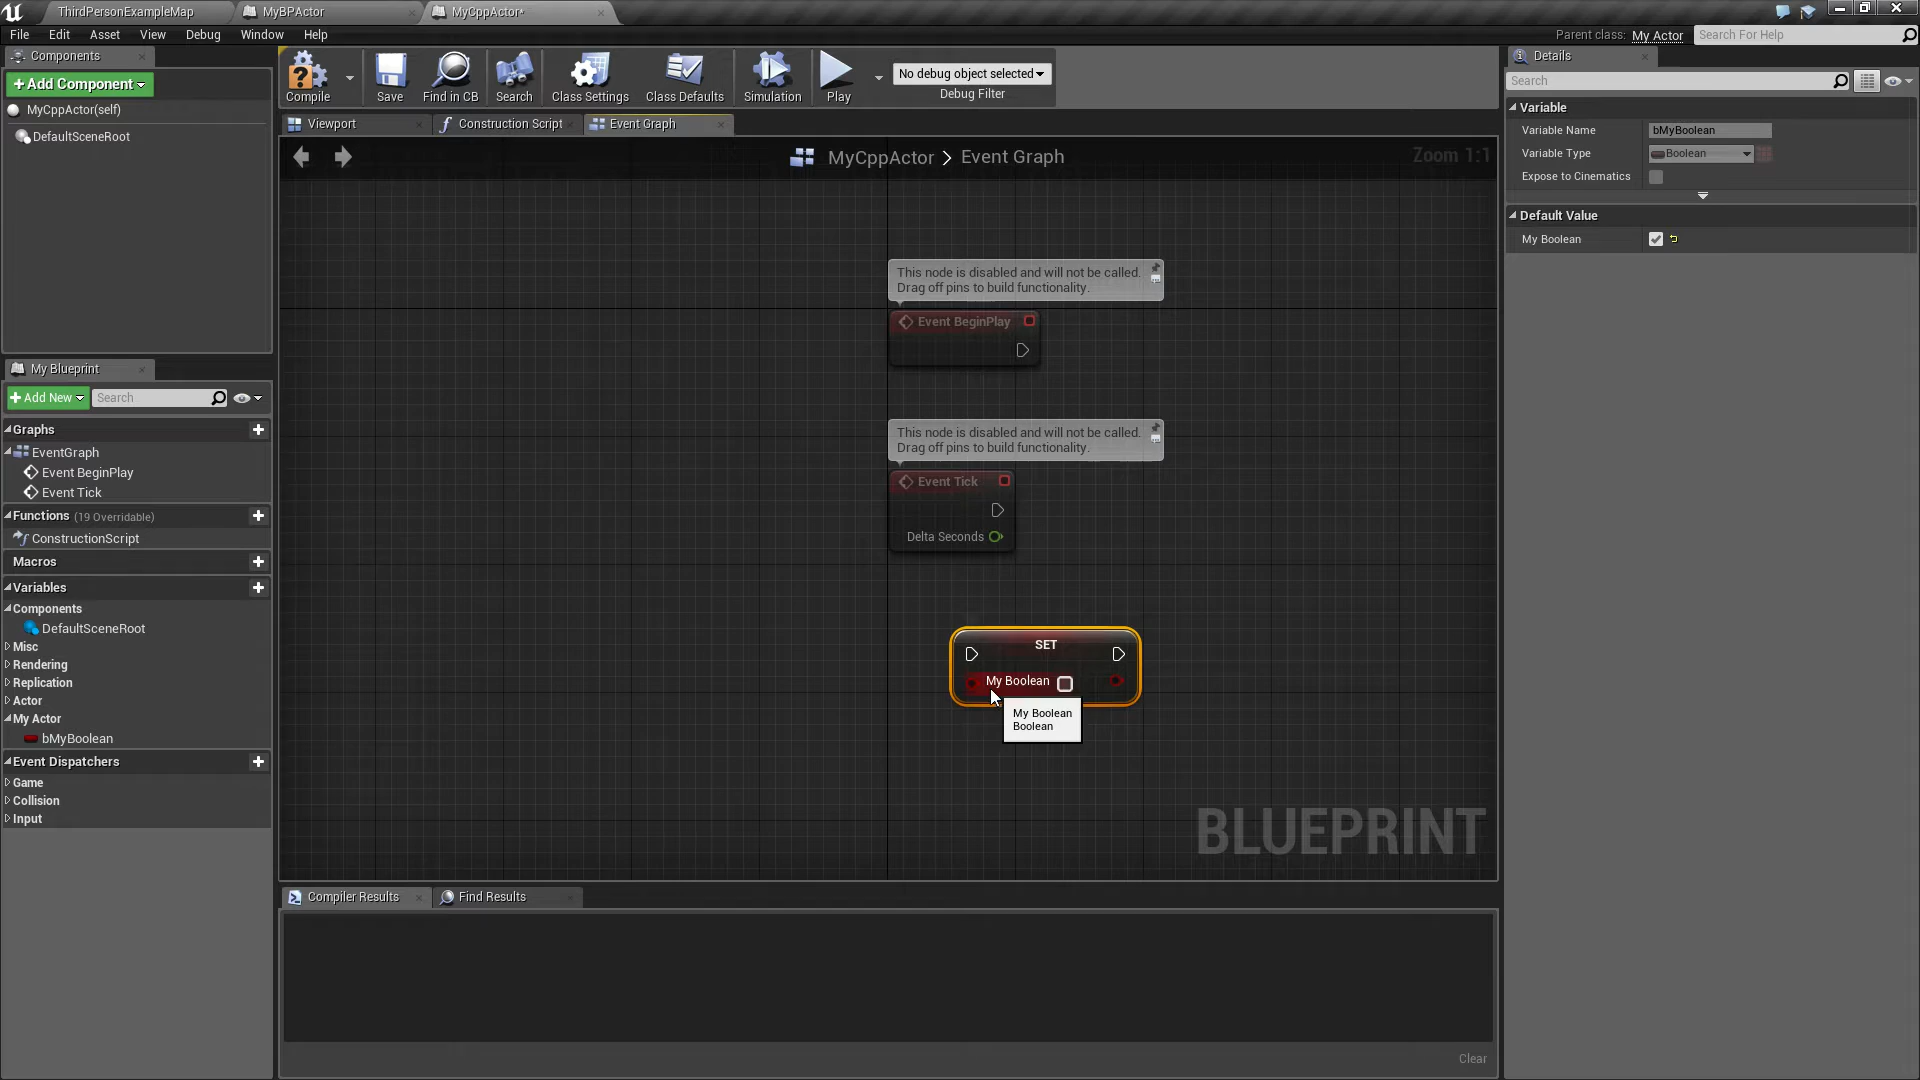 ThirdPersonExampleMap
MyBPActor
MyCppActor*
File Edit Asset View Debug Window Help
Parent class: My Actor
Search For Help
Components
+ Add Component
MyCppActor(self)
DefaultSceneRoot
Compile
Save
Find in CB
Search
Class Settings
Class Defaults
Simulation
Play
No debug object selected
Debug Filter
Viewport
Construction Script
Event Graph
MyCppActor > Event Graph
Zoom 1:1
This node is disabled and will not be called.
Drag off pins to build functionality.
Event BeginPlay
This node is disabled and will not be called.
Drag off pins to build functionality.
Event Tick
Delta Seconds
SET
My Boolean
My Boolean
Boolean
BLUEPRINT
My Blueprint
+ Add New
Search
Graphs
EventGraph
Event BeginPlay
Event Tick
Functions (19 Overridable)
ConstructionScript
Macros
Variables
Components
DefaultSceneRoot
Misc
Rendering
Replication
Actor
My Actor
bMyBoolean
Event Dispatchers
Game
Collision
Input
Compiler Results
Find Results
Clear
Details
Search
Variable
Variable Name
bMyBoolean
Variable Type
Boolean
Expose to Cinematics
Default Value
My Boolean